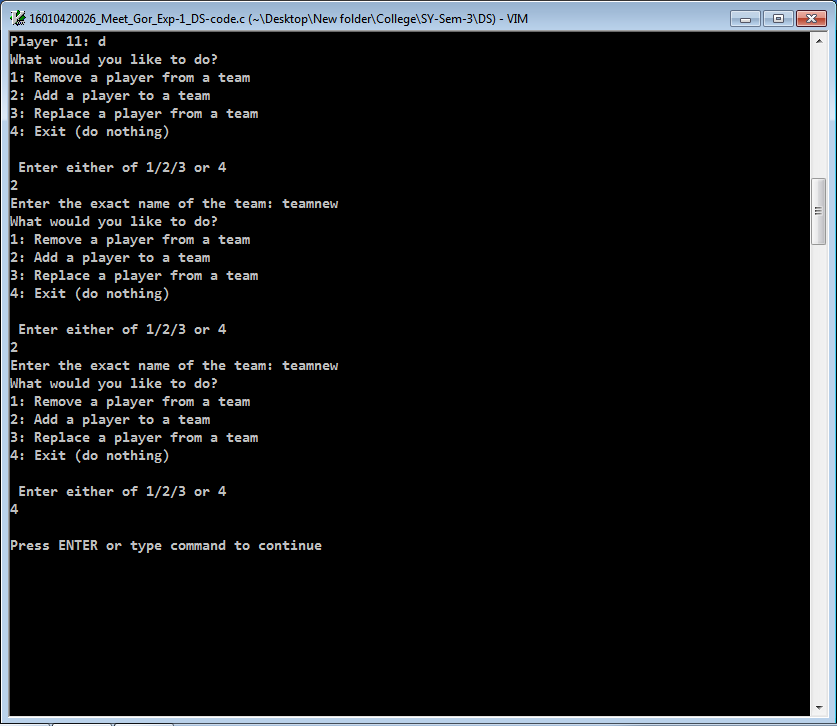 16010420026_Meet_Gor_Exp-1_DS-code.c (~\Desktop\New folder\College\SY-Sem-3\DS) - VIM
Player 11: d
What would you like to do?
1: Remove a player from a team
2: Add a player to a team
3: Replace a player from a team
4: Exit (do nothing)
Enter either of 1/2/3 or 4
2
Enter the exact name of the team: teamnew
What would you like to do?
1: Remove a player from a team
2: Add a player to a team
3: Replace a player from a team
4: Exit (do nothing)
Enter either of 1/2/3 or 4
2
Enter the exact name of the team: teamnew
What would you like to do?
1: Remove a player from a team
2: Add a player to a team
3: Replace a player from a team
4: Exit (do nothing)
Enter either of 1/2/3 or 4
4
Press ENTER or type command to continue